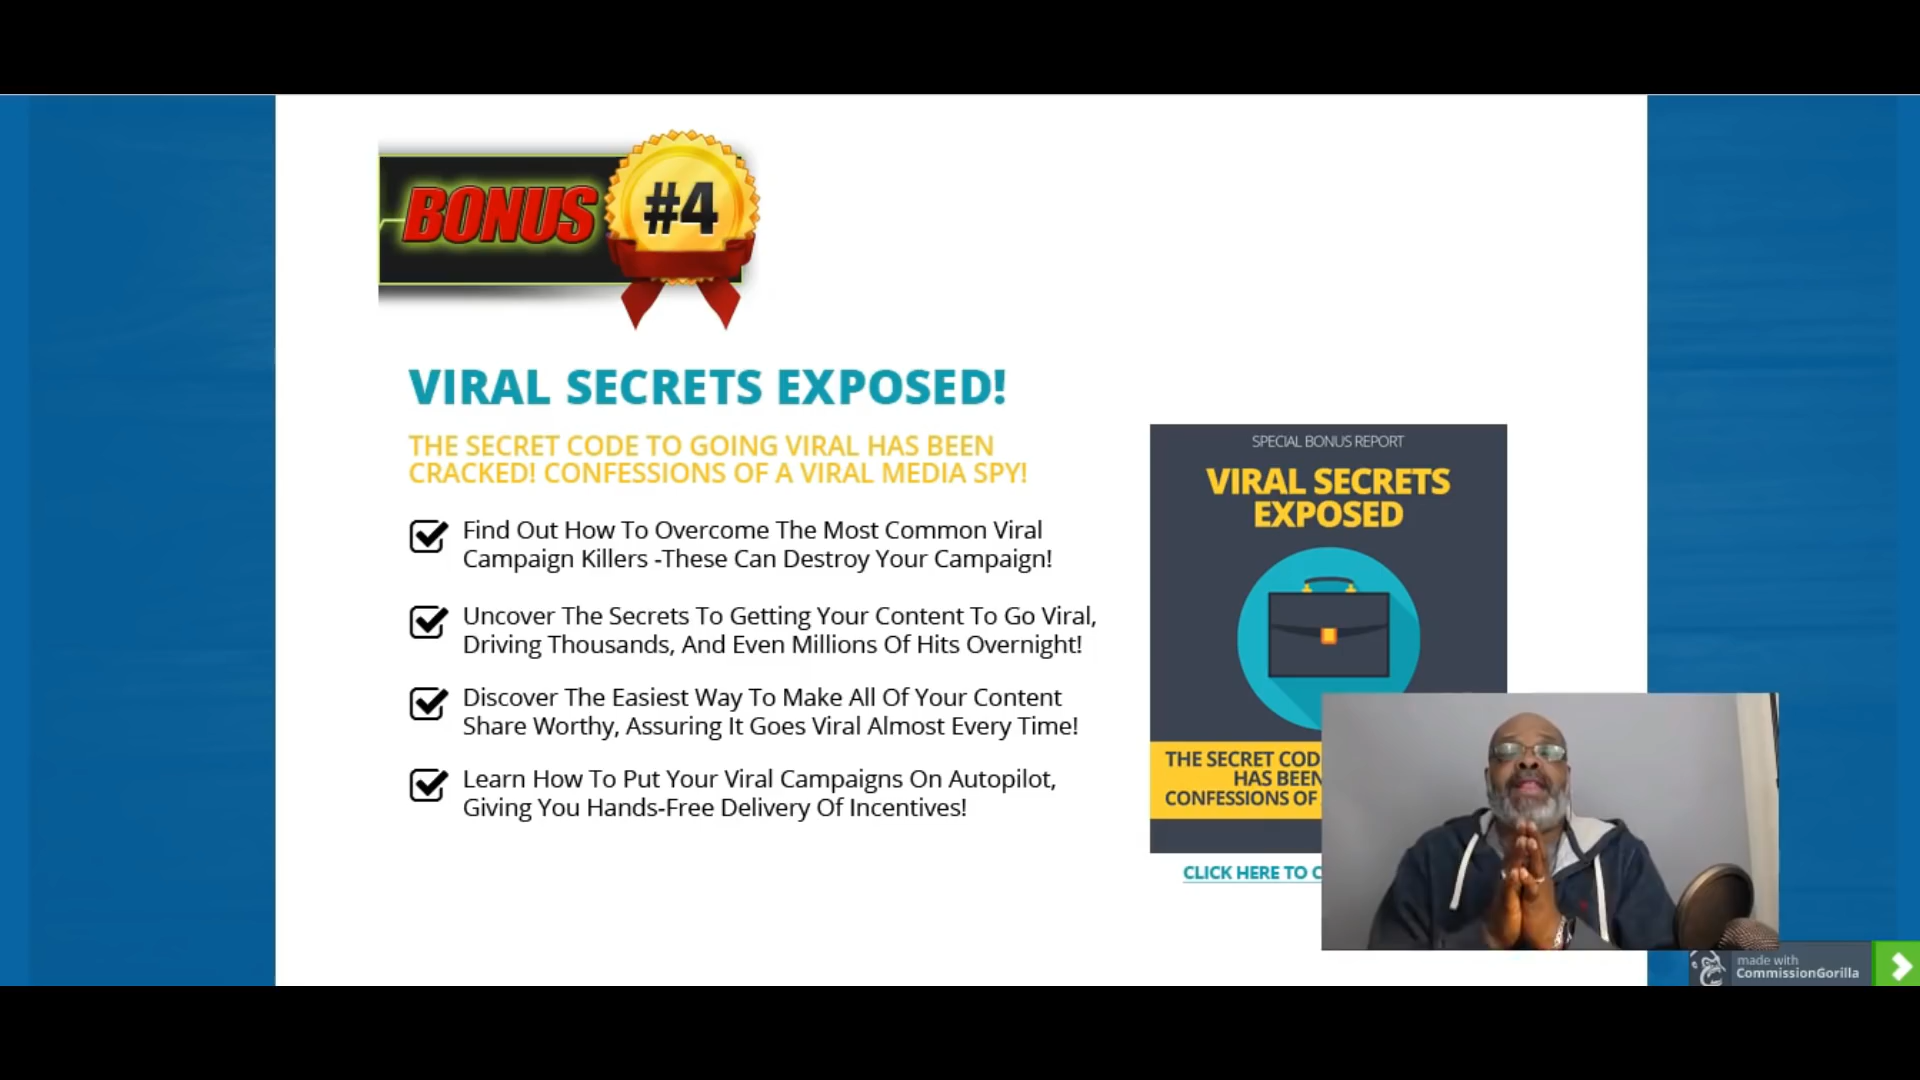 BONUS #4
VIRAL SECRETS EXPOSED!
THE SECRET CODE TO GOING VIRAL HAS BEEN
CRACKED! CONFESSIONS OF A VIRAL MEDIA SPY!
Find Out How To Overcome The Most Common Viral
Campaign Killers -These Can Destroy Your Campaign!
Uncover The Secrets To Getting Your Content To Go Viral,
Driving Thousands, And Even Millions Of Hits Overnight!
Discover The Easiest Way To Make All Of Your Content
Share Worthy, Assuring It Goes Viral Almost Every Time!
Learn How To Put Your Viral Campaigns On Autopilot,
Giving You Hands-Free Delivery Of Incentives!
SPECIAL BONUS REPORT
VIRAL SECRETS
EXPOSED
THE SECRET COD
HAS BEEN
CONFESSIONS OF
CLICK HERE TO
made with
CommissionGorilla